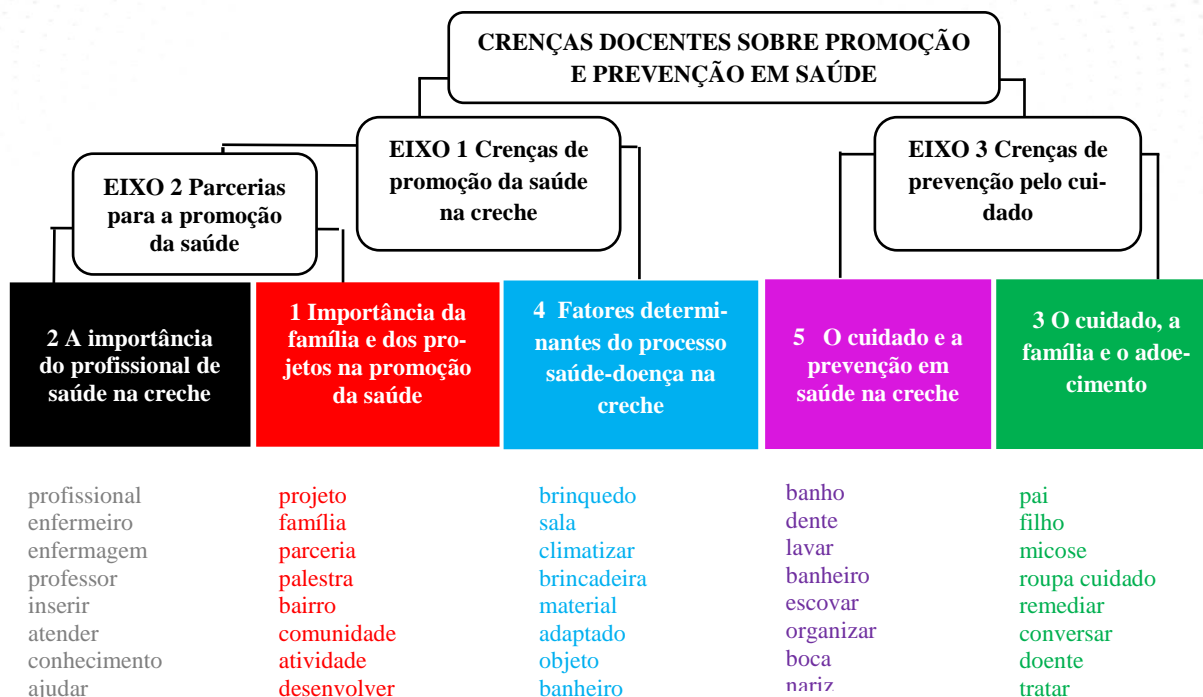 CRENÇAS DOCENTES SOBRE PROMOÇÃO
E PREVENÇÃO EM SAÚDE
EIXO 1 Crenças de
promoção da saúde
na creche
EIXO 3 Crenças de
prevenção pelo cui-
dado
EIXO 2 Parcerias
para a promoção
da saúde
2 A importância
do profissional de
saúde na creche
1 Importância da
família e dos pro-
jetos na promoção
da saúde
4 Fatores determi-
nantes do processo
saúde-doença na
creche
5 O cuidado e a
prevenção em
saúde na creche
3 O cuidado, a
família e o adoe-
cimento
profissional
enfermeiro
enfermagem
professor
inserir
atender
conhecimento
ajudar
projeto
família
parceria
palestra
bairro
comunidade
atividade
desenvolver
brinquedo
sala
climatizar
brincadeira
material
adaptado
objeto
banheiro
banho
dente
lavar
banheiro
escovar
organizar
boca
nariz
pai
filho
micose
roupa cuidado
remediar
conversar
doente
tratar